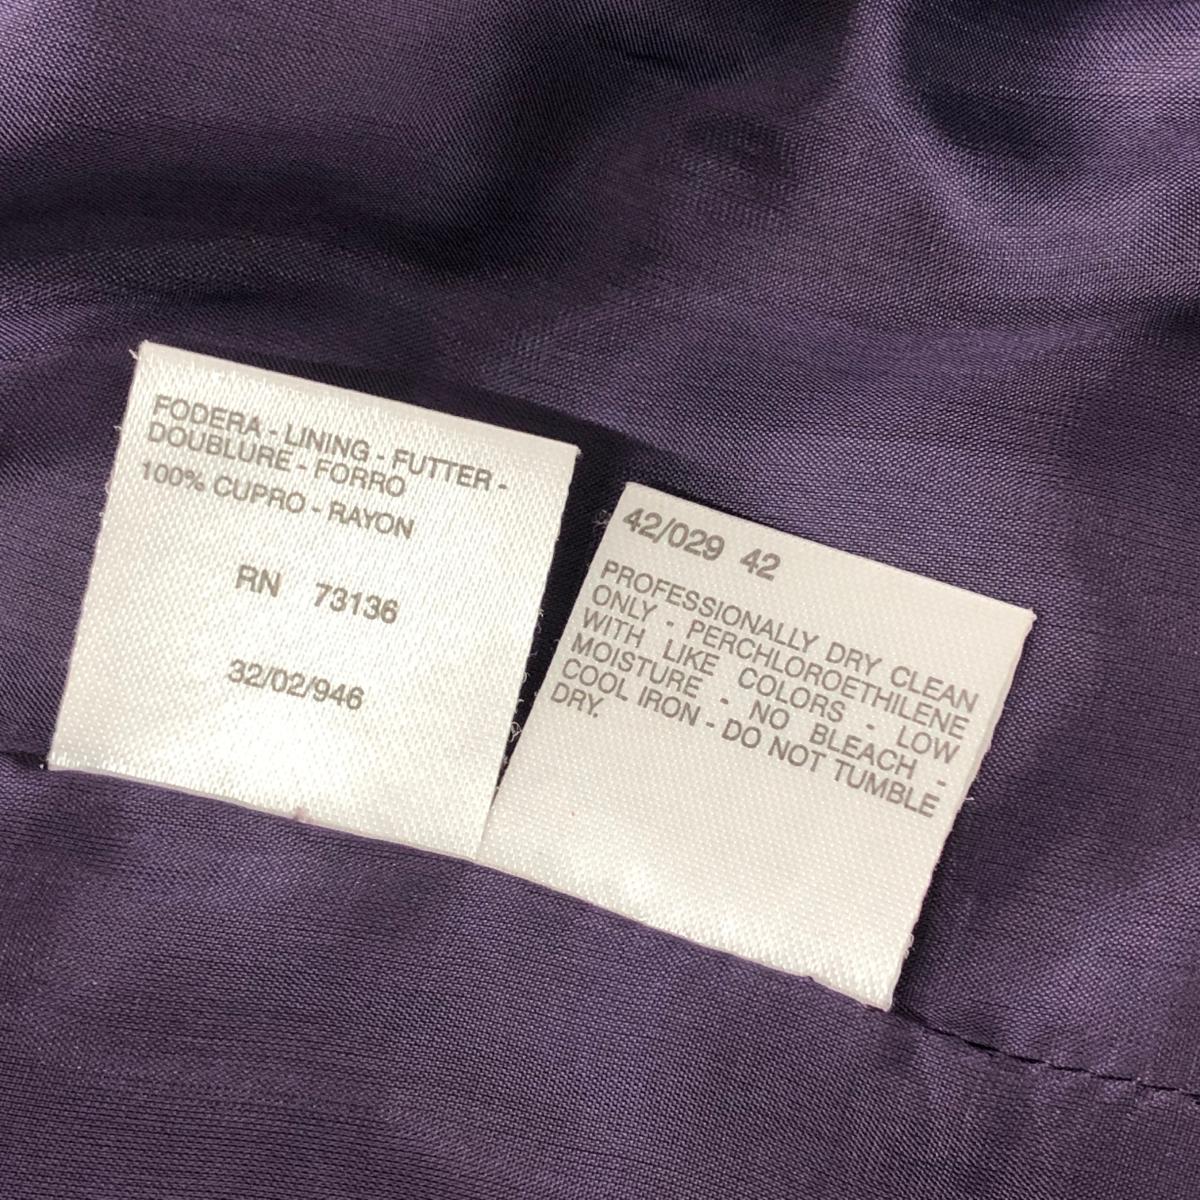 FODERA - LINING - FUTTER -
DOUBLURE - FORRO
100% CUPRO - RAYON
RN 73136
32/02/946
42/029 42
PROFESSIONALLY DRY CLEAN
ONLY - PERCHLOROETHILENE
WITH LIKE COLORS - LOW
MOISTURE - NO BLEACH -
COOL IRON - DO NOT TUMBLE
DRY.